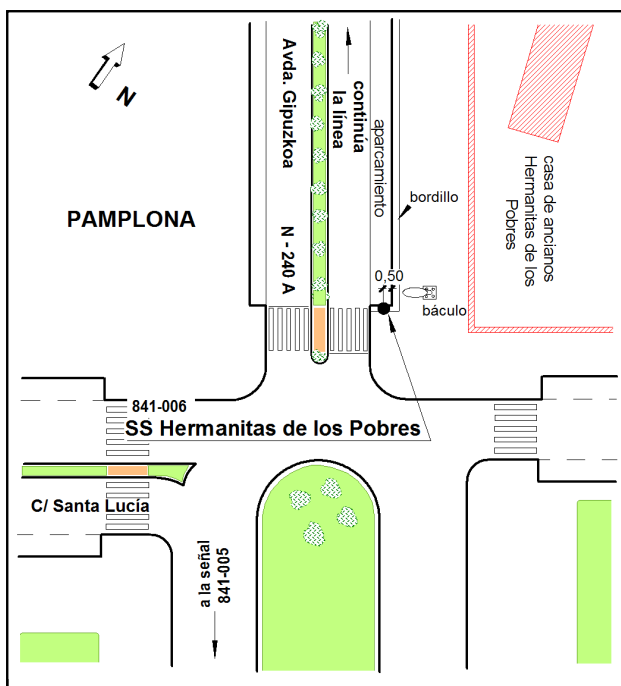 N
Avda. Gipuzkoa
N - 240 A
continúa
la línea
aparcamiento
bordillo
casa de ancianos
Hermanitas de los
Pobres
PAMPLONA
0,50
báculo
841-006
SS Hermanitas de los Pobres
C/ Santa Lucía
a la señal
841-005